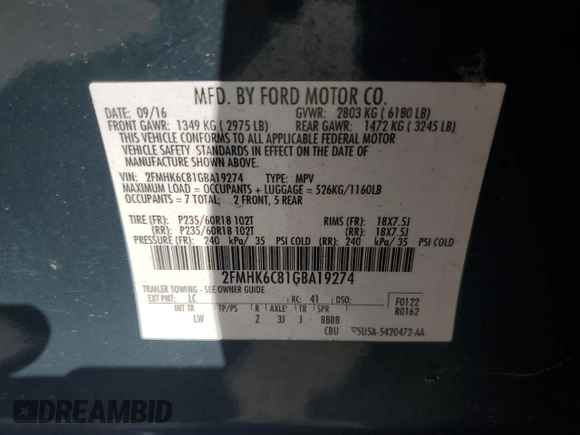 MFD. BY FORD MOTOR CO.
DATE: 09/16 GVWR: 2803 KG ( 6180 LB)
FRONT GAWR: 1349 KG ( 2975 LB) REAR GAWR: 1472 KG ( 3245 LB)
THIS VEHICLE CONFORMS TO ALL APPLICABLE FEDERAL MOTOR
VEHICLE SAFETY STANDARDS IN EFFECT ON THE DATE OF
MANUFACTURE SHOWN ABOVE.
VIN: 2FMHK6C81GBA19274 TYPE: MPV
MAXIMUM LOAD = OCCUPANTS + LUGGAGE = 526KG/1160LB
OCCUPANTS = 7 TOTAL: 2 FRONT, 5 REAR
TIRE (FR): P235/60R18 102T RIMS (FR): 18X7.5J
(RR): P235/60R18 102T (RR): 18X7.5J
PRESSURE (FR): 240 kPa/ 35 PSI COLD (RR): 240 kPa/ 35 PSI COLD
2FMHK6C81GBA19274
TRAILER TOWING - SEE OWNER GUIDE
EXT PNT: LC RC: 41 DSO: F0122
R0162
INT TR TP/PS R AXLE TR SPR
LW Z 3J J BBBB
CBU SUSA-5420472-AA
DREAMBID